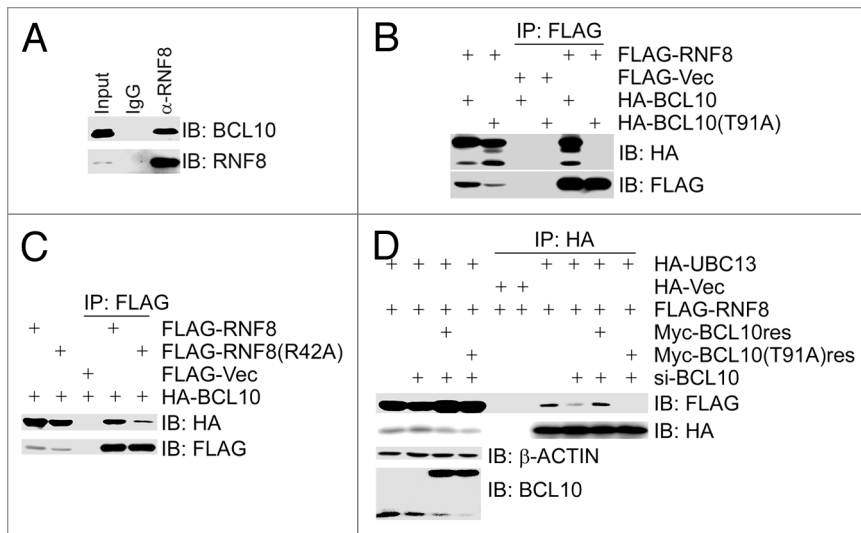 A
Input
IgG
α-RNF8
IB: BCL10
IB: RNF8
B
IP: FLAG
+ + + + FLAG-RNF8
+ + FLAG-Vec
+ + + HA-BCL10
+ + + HA-BCL10(T91A)
IB: HA
IB: FLAG
C
IP: FLAG
+ + FLAG-RNF8
+ + FLAG-RNF8(R42A)
+ FLAG-Vec
+ + + + + HA-BCL10
IB: HA
IB: FLAG
D
IP: HA
+ + + + + + + + HA-UBC13
+ + HA-Vec
+ + + + + + + + + + FLAG-RNF8
+ + Myc-BCL10res
+ + Myc-BCL10(T91A)res
+ + + + + + si-BCL10
IB: FLAG
IB: HA
IB: β-ACTIN
IB: BCL10